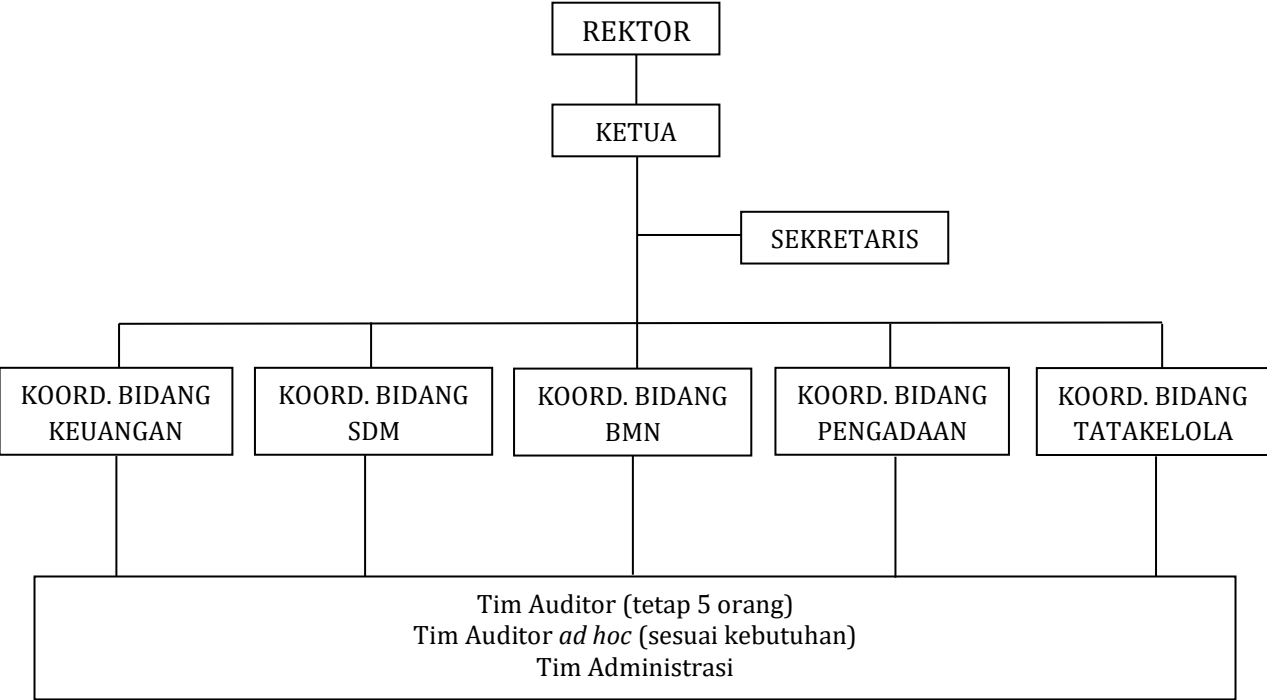 REKTOR
KETUA
SEKRETARIS
KOORD. BIDANG
KEUANGAN
KOORD. BIDANG
SDM
KOORD. BIDANG
BMN
KOORD. BIDANG
PENGADAAN
KOORD. BIDANG
TATAKELOLA
Tim Auditor (tetap 5 orang)
Tim Auditor ad hoc (sesuai kebutuhan)
Tim Administrasi